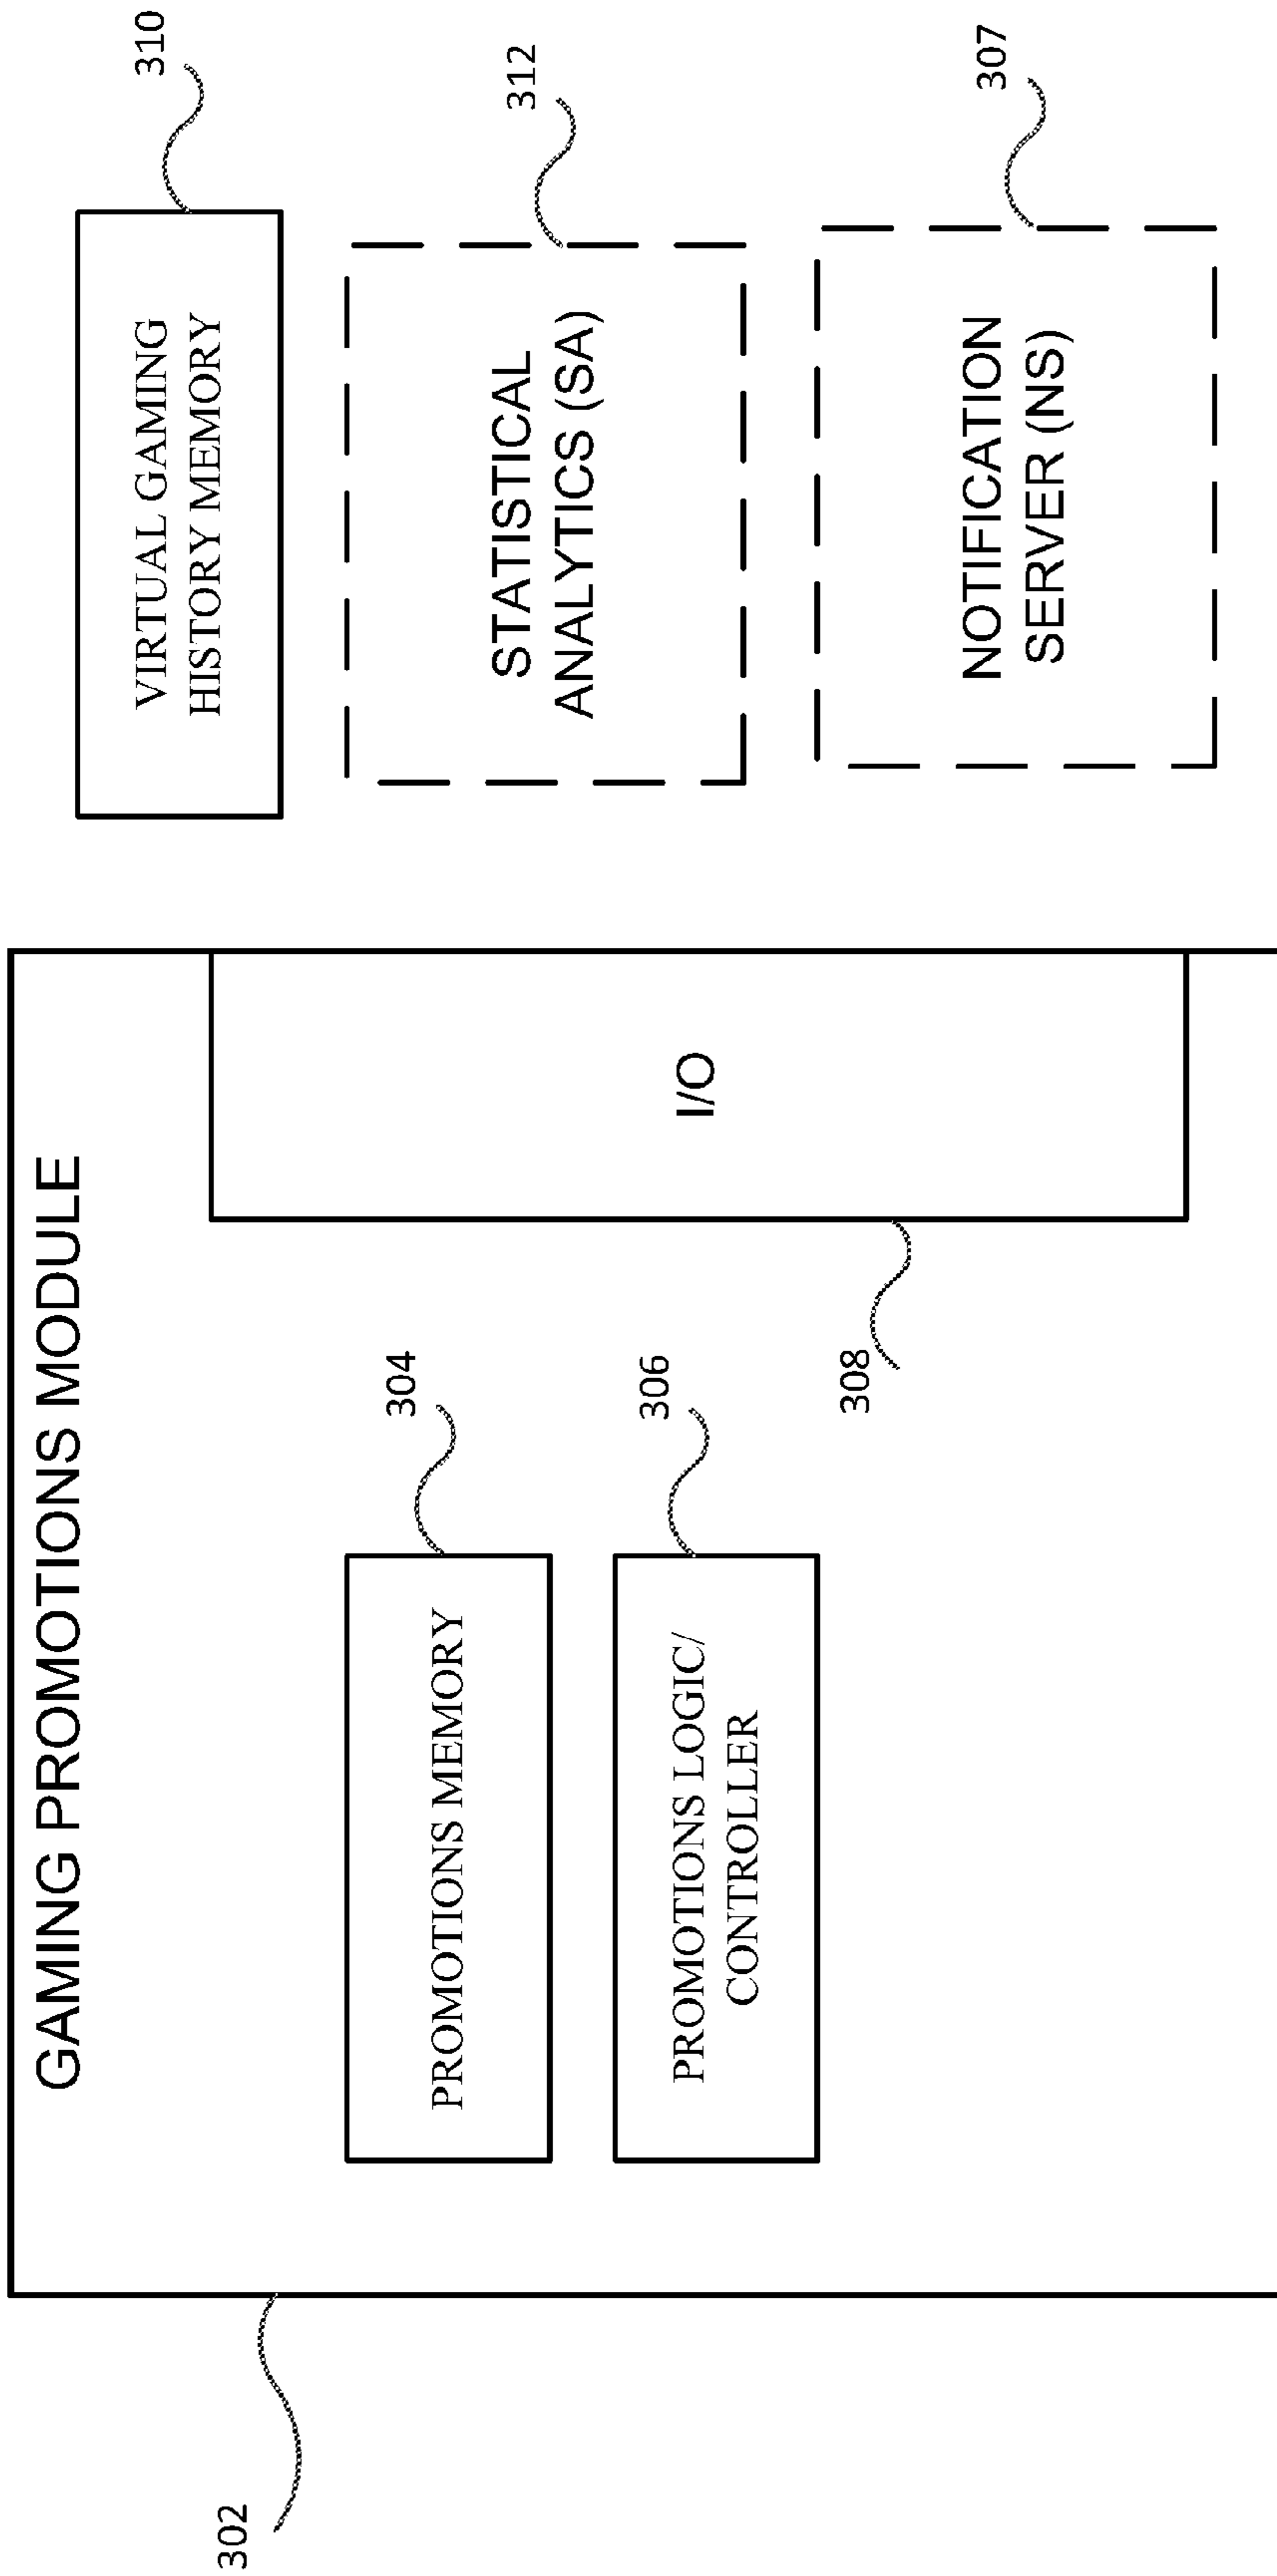 GAMING PROMOTIONS MODULE
302
PROMOTIONS MEMORY
304
PROMOTIONS LOGIC/
CONTROLLER
306
I/O
308
VIRTUAL GAMING
HISTORY MEMORY
310
STATISTICAL
ANALYTICS (SA)
312
NOTIFICATION
SERVER (NS)
307